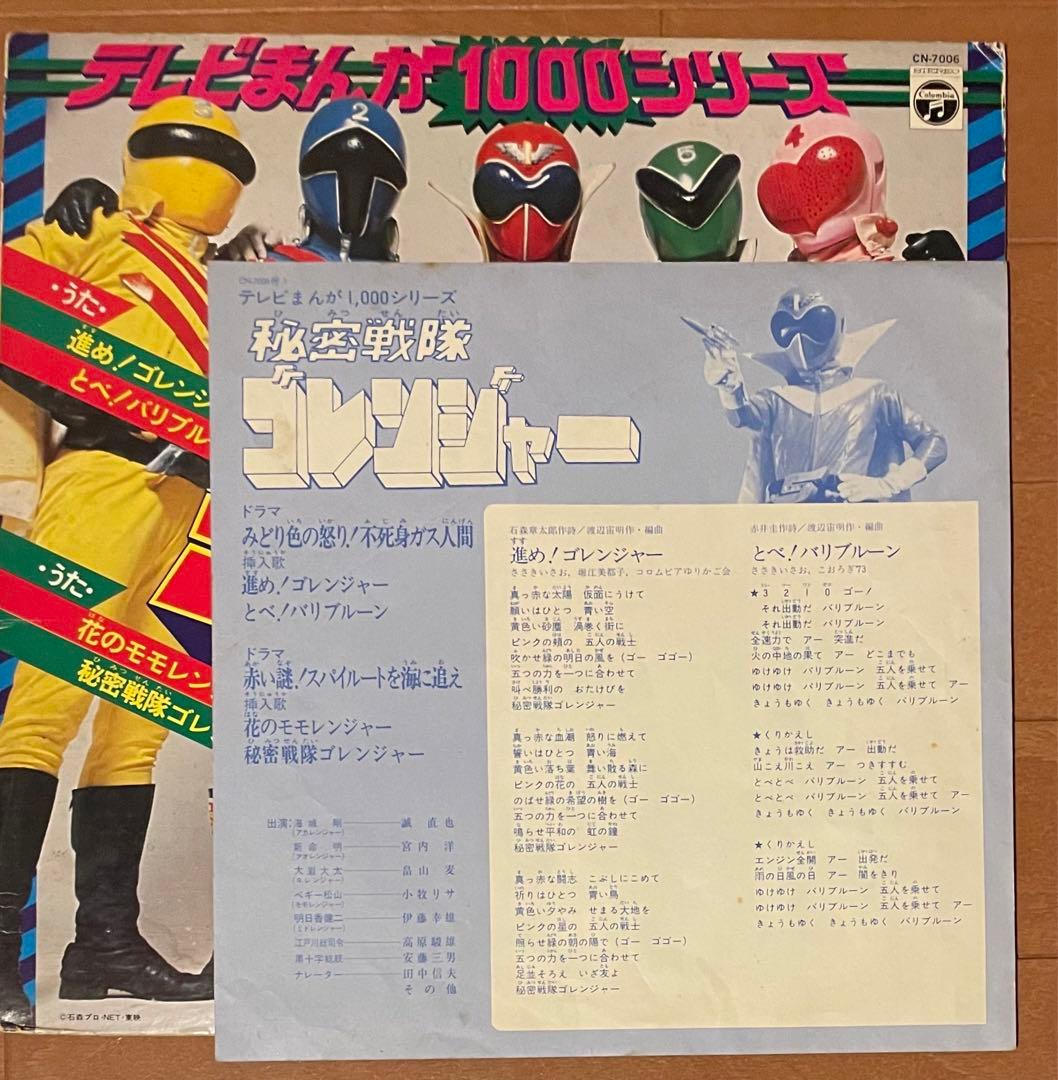 テレビまんが1000シリーズ
CN-7006
STEREO
Columbia
3
2
5
・うた・
進め！ゴレンジ
とべ！バリブル
・うた・
花のモモレン
秘密戦隊ゴレ
©石森プロ・NET・東映
テレビまんが1,000シリーズ
秘密戦隊
ゴレンジャー
ドラマ
みどり色の怒り！不死身ガス人間
挿入歌
進め！ゴレンジャー
とべ！バリブルーン
ドラマ
赤い謎！スパイルートを海に追え
挿入歌
花のモモレンジャー
秘密戦隊ゴレンジャー
出演：海城 剛 誠 直也
(アカレンジャー)
新命 明 宮内 洋
(アオレンジャー)
大岩大太 畠山 麦
(キレンジャー)
ペギー松山 小牧リサ
(モモレンジャー)
明日香健二 伊藤幸雄
(ミドレンジャー)
江戸川総司令 高原駿雄
黒十字総統 安藤三男
ナレーター 田中信夫
その他
石森章太郎作詩／渡辺宙明作・編曲
進め！ゴレンジャー
ささきいさお，堀江美都子，コロムビアゆりかご会
真っ赤な太陽 仮面にうけて
願いはひとつ 青い空
黄色い砂塵 渦巻く街に
ピンクの頬の 五人の戦士
吹かせ緑の明日の風を（ゴー ゴゴー）
五つの力を一つに合わせて
叫べ勝利の おたけびを
秘密戦隊ゴレンジャー
真っ赤な血潮 怒りに燃えて
誓いはひとつ 青い海
黄色い落ち葉 舞い散る森に
ピンクの花の 五人の戦士
のばせ緑の希望の樹を（ゴー ゴゴー）
五つの力を一つに合わせて
鳴らせ平和の 虹の鐘
秘密戦隊ゴレンジャー
真っ赤な闘志 こぶしにこめて
祈りはひとつ 青い鳥
黄色い夕やみ せまる大地を
ピンクの星の 五人の戦士
照らせ緑の朝の陽で（ゴー ゴゴー）
五つの力を一つに合わせて
足並そろえ いざ友よ
秘密戦隊ゴレンジャー
赤井圭作詩／渡辺宙明作・編曲
とべ！バリブルーン
ささきいさお，こおろぎ'73
★3 2 1 0 ゴー！
それ出動だ バリブルーン
それ出動だ バリブルーン
全速力で アー 突進だ
火の中地の果て アー どこまでも
ゆけゆけ バリブルーン 五人を乗せて
ゆけゆけ バリブルーン 五人を乗せて アー
きょうもゆく きょうもゆく バリブルーン
★くりかえし
きょうは救助だ アー 出動だ
山こえ川こえ アー つきすすむ
とべとべ バリブルーン 五人を乗せて
とべとべ バリブルーン 五人を乗せて アー
きょうもゆく きょうもゆく バリブルーン
★くりかえし
エンジン全開 アー 出発だ
雨の日風の日 アー 闇をきり
ゆけゆけ バリブルーン 五人を乗せて
ゆけゆけ バリブルーン 五人を乗せて アー
きょうもゆく きょうもゆく バリブルーン